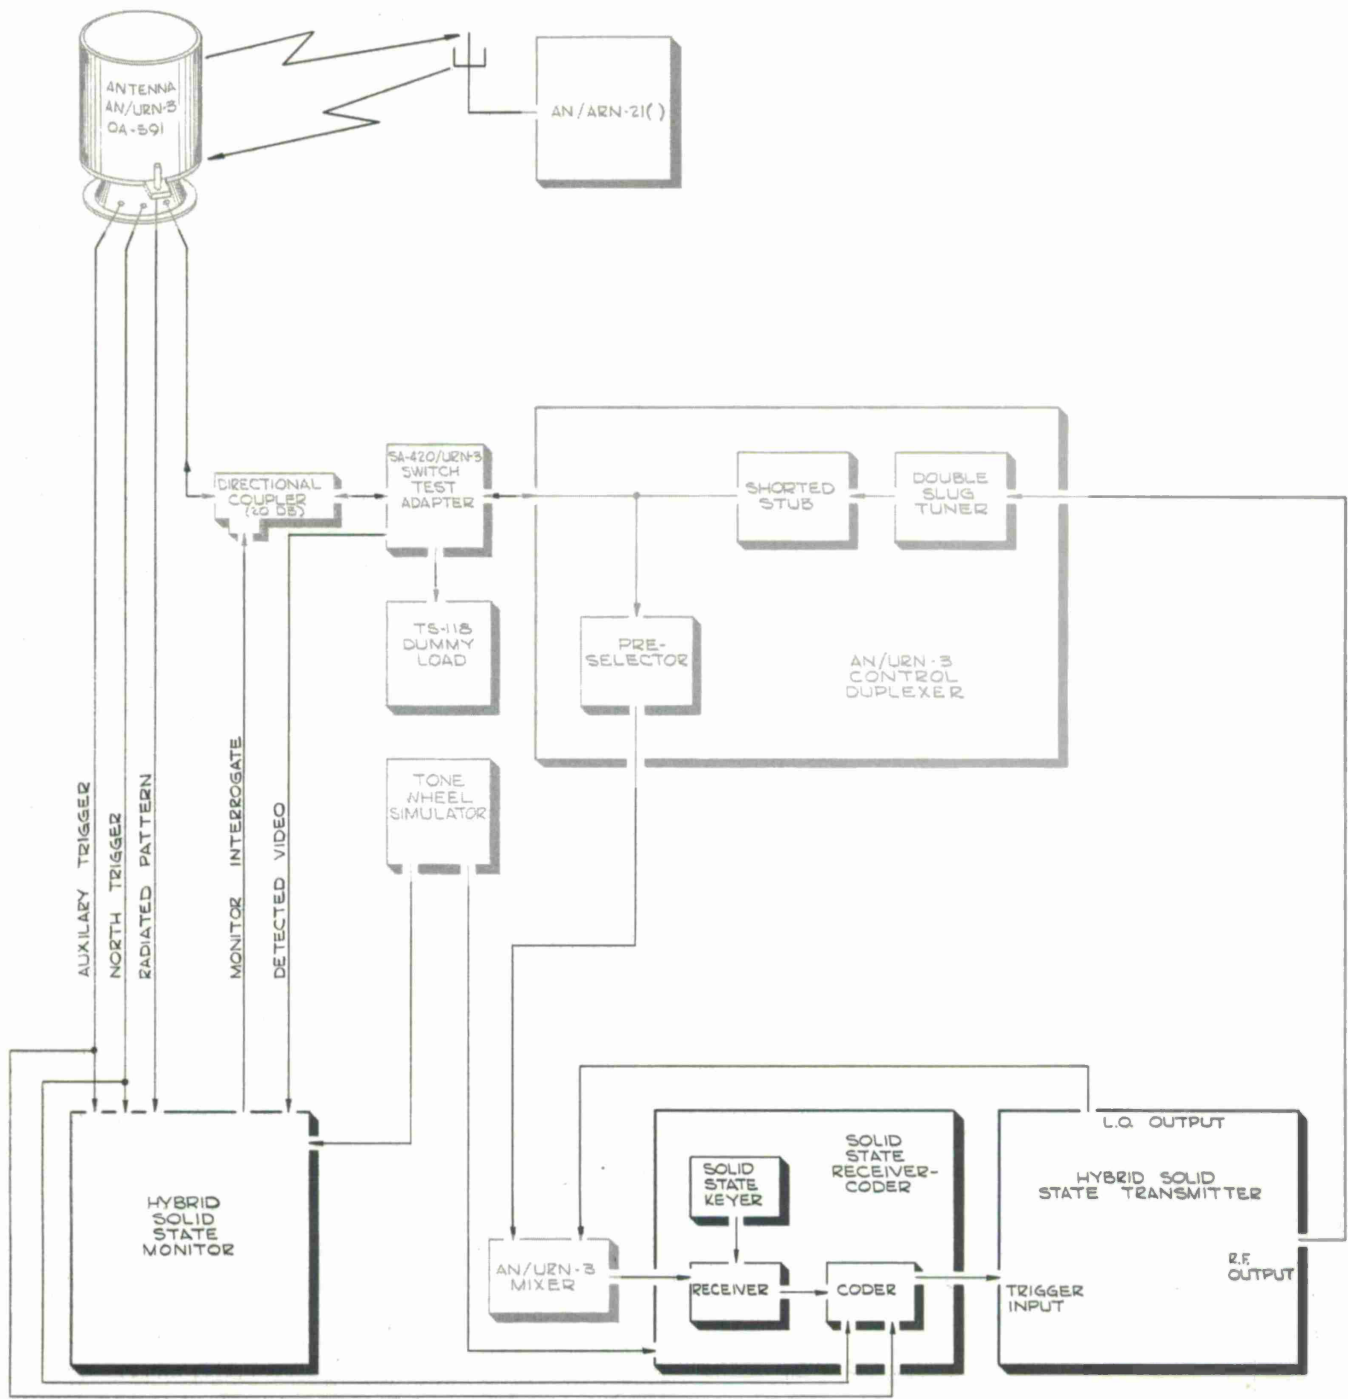 ANTENNA
AN/URN-3
OA-591
AN/ARN-21( )
DIRECTIONAL
COUPLER
(20 DB)
SA-420/URN-3
SWITCH
TEST
ADAPTER
SHORTED
STUB
DOUBLE
SLUG
TUNER
TS-118
DUMMY
LOAD
PRE-
SELECTOR
AN/URN-3
CONTROL
DUPLEXER
TONE
WHEEL
SIMULATOR
AUXILARY TRIGGER
NORTH TRIGGER
RADIATED PATTERN
MONITOR INTERROGATE
DETECTED VIDEO
HYBRID
SOLID
STATE
MONITOR
AN/URN-3
MIXER
SOLID
STATE
KEYER
SOLID
STATE
RECEIVER-
CODER
RECEIVER
CODER
L.O. OUTPUT
HYBRID SOLID
STATE TRANSMITTER
R.F.
OUTPUT
TRIGGER
INPUT